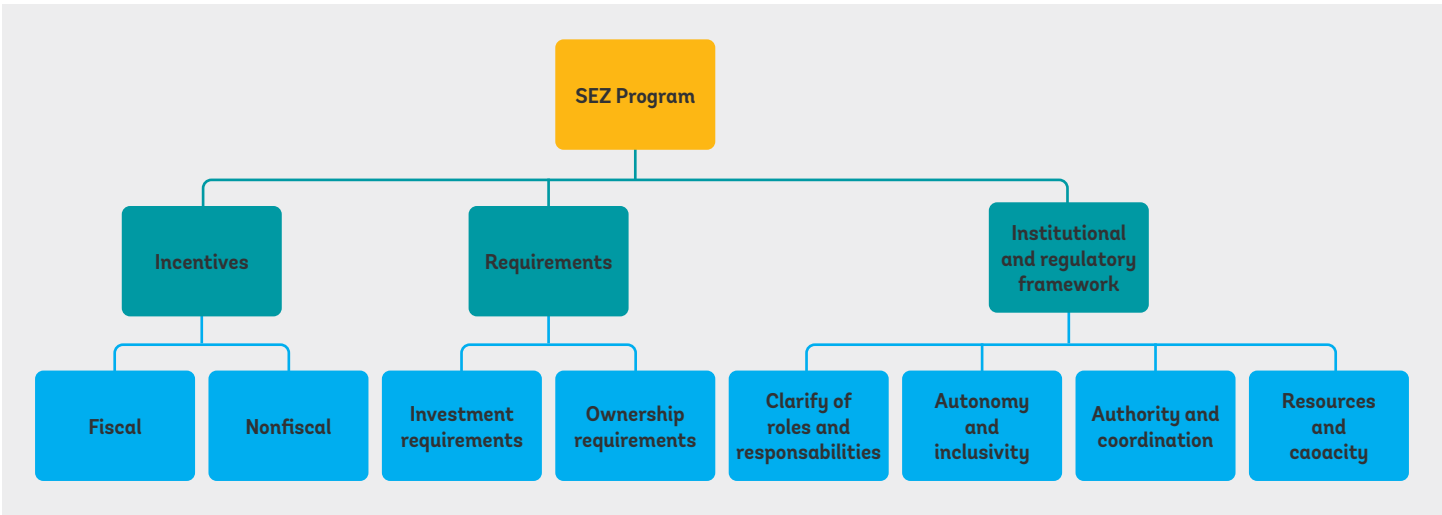 SEZ Program
Incentives
Requirements
Institutional
and regulatory
framework
Fiscal
Nonfiscal
Investment
requirements
Ownership
requirements
Clarify of
roles and
responsabilities
Autonomy
and
inclusivity
Authority and
coordination
Resources
and
caoacity